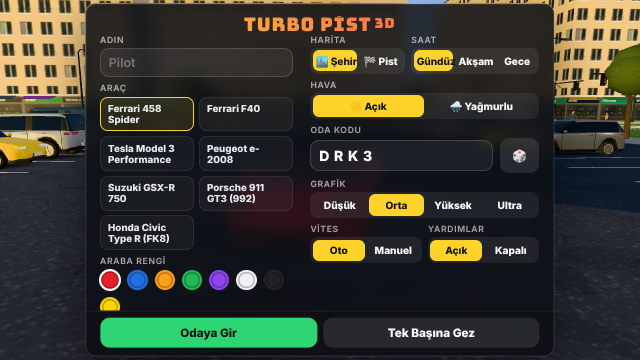 TURBO PİST 3D
ADIN
Pilot
ARAÇ
Ferrari 458 Spider
Ferrari F40
Tesla Model 3 Performance
Peugeot e-2008
Suzuki GSX-R 750
Porsche 911 GT3 (992)
Honda Civic Type R (FK8)
ARABA RENGİ
HARİTA
Şehir
Pist
SAAT
Gündüz
Akşam
Gece
HAVA
Açık
Yağmurlu
ODA KODU
DRK3
GRAFİK
Düşük
Orta
Yüksek
Ultra
VİTES
Oto
Manuel
YARDIMLAR
Açık
Kapalı
Odaya Gir
Tek Başına Gez